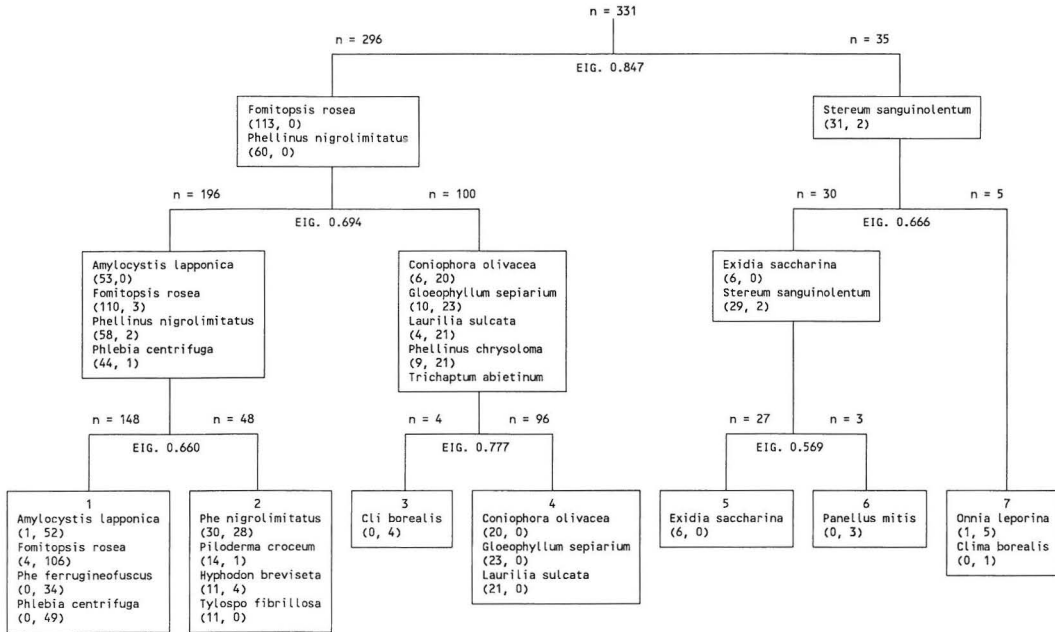 n = 331
n = 296
n = 35
EIG. 0.847
Fomitopsis rosea
(113, 0)
Phellinus nigrolimitatus
(60, 0)
Stereum sanguinolentum
(31, 2)
n = 196
n = 100
n = 30
n = 5
EIG. 0.694
EIG. 0.666
Amylocystis lapponica
(53,0)
Fomitopsis rosea
(110, 3)
Phellinus nigrolimitatus
(58, 2)
Phlebia centrifuga
(44, 1)
Coniophora olivacea
(6, 20)
Gloeophyllum sepiarium
(10, 23)
Laurilia sulcata
(4, 21)
Phellinus chrysoloma
(9, 21)
Trichaptum abietinum
Exidia saccharina
(6, 0)
Stereum sanguinolentum
(29, 2)
n = 148
n = 48
n = 4
n = 96
n = 27
n = 3
EIG. 0.660
EIG. 0.777
EIG. 0.569
1
Amylocystis lapponica
(1, 52)
Fomitopsis rosea
(4, 106)
Phe ferrugineofuscus
(0, 34)
Phlebia centrifuga
(0, 49)
2
Phe nigrolimitatus
(30, 28)
Piloderma croceum
(14, 1)
Hyphodon breviseta
(11, 4)
Tylospo fibrillosa
(11, 0)
3
Cli borealis
(0, 4)
4
Coniophora olivacea
(20, 0)
Gloeophyllum sepiarium
(23, 0)
Laurilia sulcata
(21, 0)
5
Exidia saccharina
(6, 0)
6
Panellus mitis
(0, 3)
7
Onnia leporina
(1, 5)
Clima borealis
(0, 1)